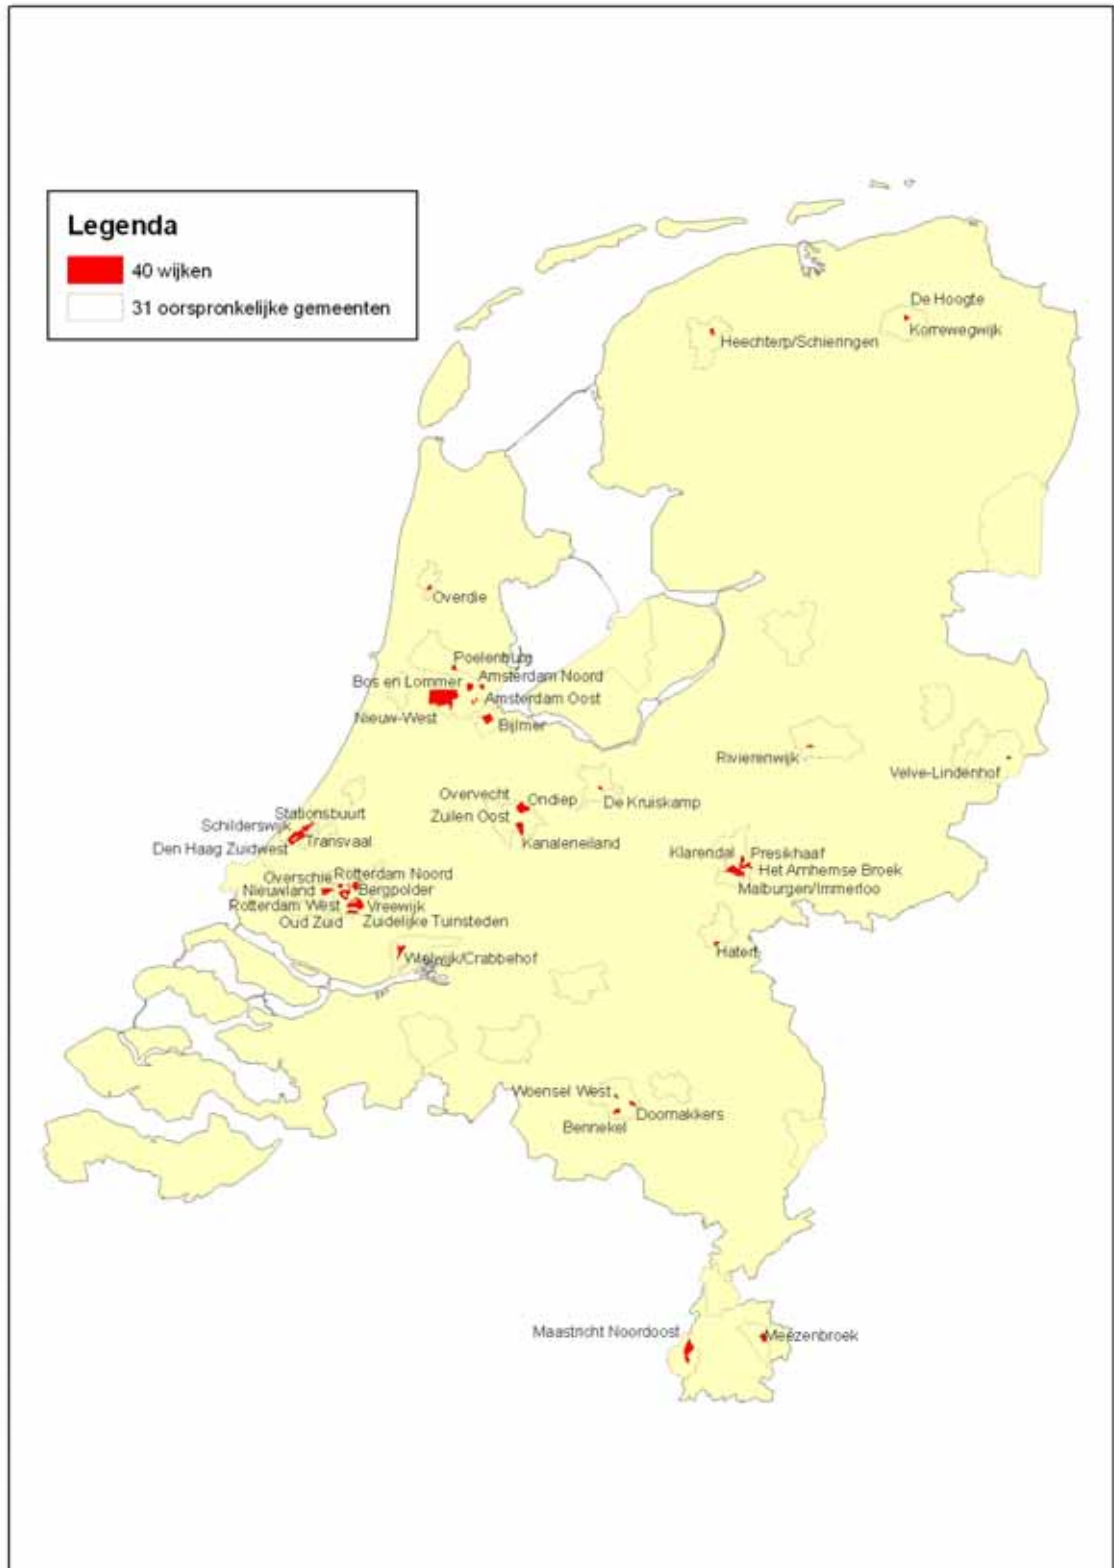 Legenda
40 wijken
31 oorspronkelijke gemeenten
De Hoogte
Korrewegwijk
Heechterp/Schieringen
Overdie
Poelenburg
Bos en Lommer
Amsterdam Noord
Amsterdam Oost
Nieuw-West
Bijlmer
Rivierenwijk
Velve-Lindenhof
Overvecht
Ondiep
De Kruiskamp
Zuilen Oost
Kanaleneiland
Stationsbuurt
Schilderswijk
Transvaal
Den Haag Zuidwest
Klarendal
Presikhaaf
Het Arnhemse Broek
Malburgen/Immerloo
Overschie
Rotterdam Noord
Nieuwland
Bergpolder
Rotterdam West
Vreewijk
Oud Zuid
Zuidelijke Tuinsteden
Hatert
Wielwijk/Crabbehof
Woensel West
Doornakkers
Bennekel
Maastricht Noordoost
Meezenbroek